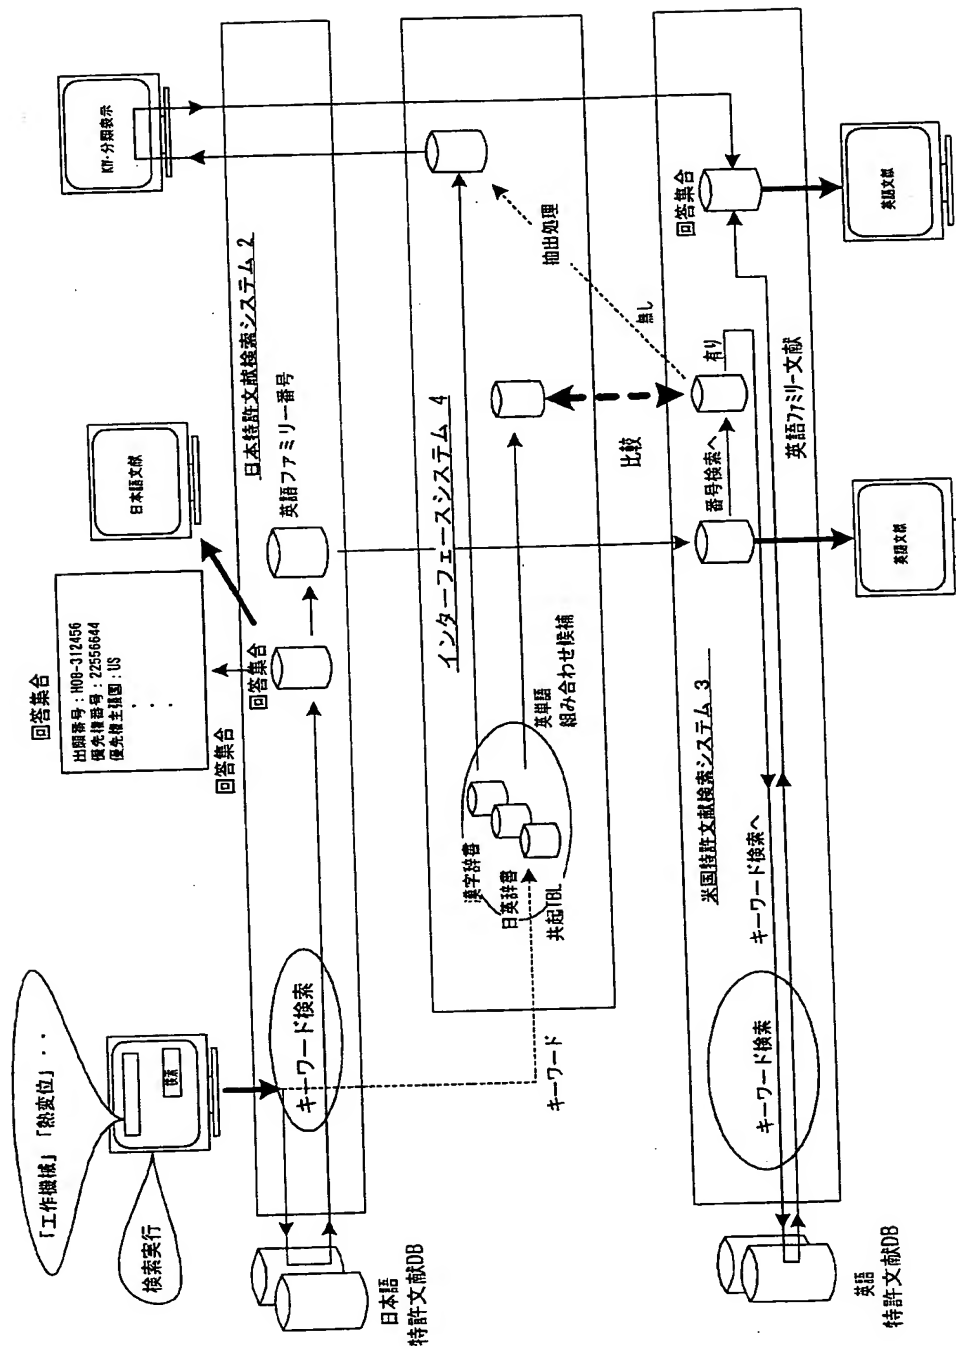 「工作機械」「熱変位」・・
検索実行
検索
日本語
特許文献DB
キーワード検索
回答集合
回答集合
出願番号：H08-312456
優先権番号：22556644
優先権主張国：US
・・・
回答集合
日本語文献
日本特許文献検索システム 2
英語ファミリー番号
KW・分類表示
キーワード
漢字辞書
日英辞書
共起TBL
英単語
組み合わせ候補
インターフェースシステム 4
比較
抽出処理
無し
英語
特許文献DB
キーワード検索
キーワード検索へ
米国特許文献検索システム 3
番号検索へ
有り
英語ファミリー文献
回答集合
英語文献
英語文献